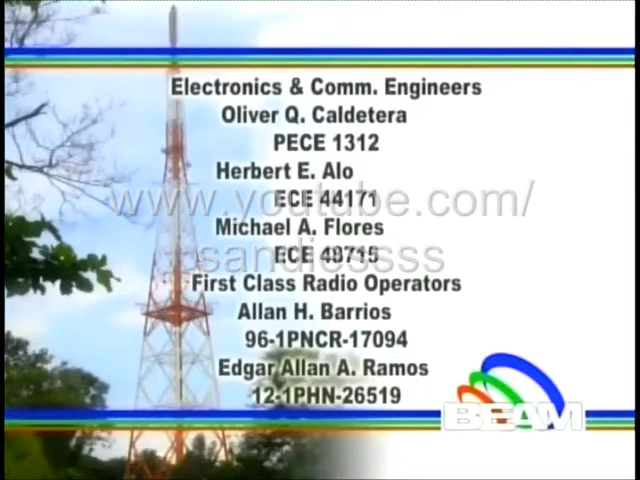 Electronics & Comm. Engineers
Oliver Q. Caldetera
PECE 1312
Herbert E. Alo
ECE 44171
www.youtube.com/
Michael A. Flores
ECE 49715
sandiessss
First Class Radio Operators
Allan H. Barrios
96-1PNCR-17094
Edgar Allan A. Ramos
12-1PHN-26519
BEAM